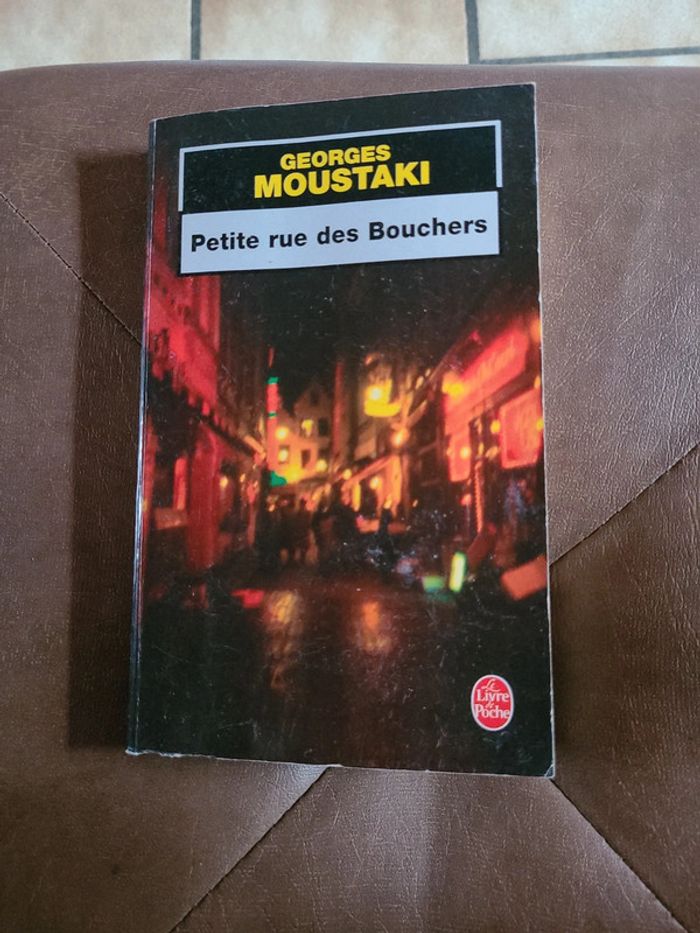 GEORGES
MOUSTAKI
Petite rue des Bouchers
Le
Livre
de
Poche